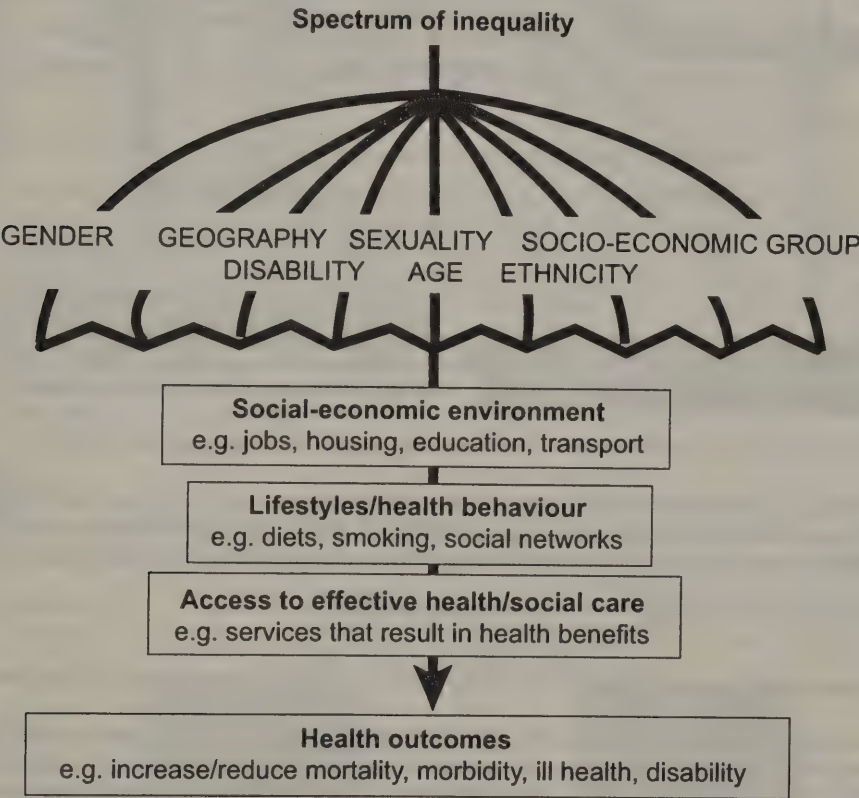 Spectrum of inequality
GENDER GEOGRAPHY SEXUALITY SOCIO-ECONOMIC GROUP
DISABILITY AGE ETHNICITY
Social-economic environment
e.g. jobs, housing, education, transport
Lifestyles/health behaviour
e.g. diets, smoking, social networks
Access to effective health/social care
e.g. services that result in health benefits
Health outcomes
e.g. increase/reduce mortality, morbidity, ill health, disability